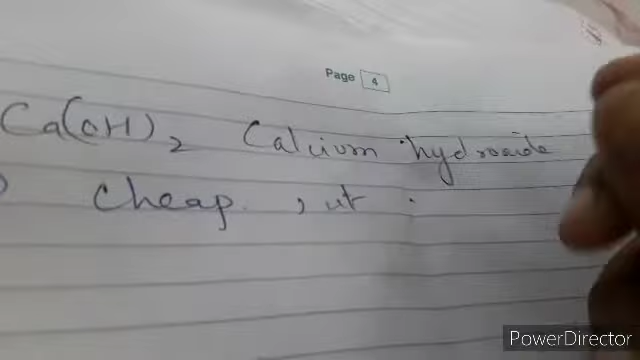 Page 4
Ca(OH)2 Calcium hydroxide
cheap , ut
PowerDirector